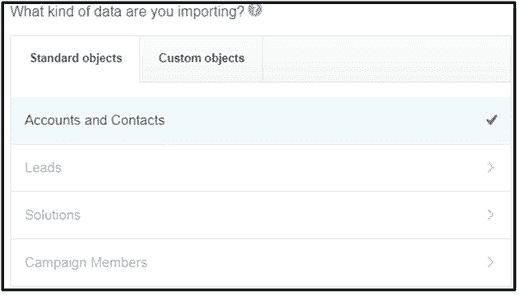 What kind of data are you importing?
Standard objects Custom objects
Accounts and Contacts
Leads
Solutions
Campaign Members